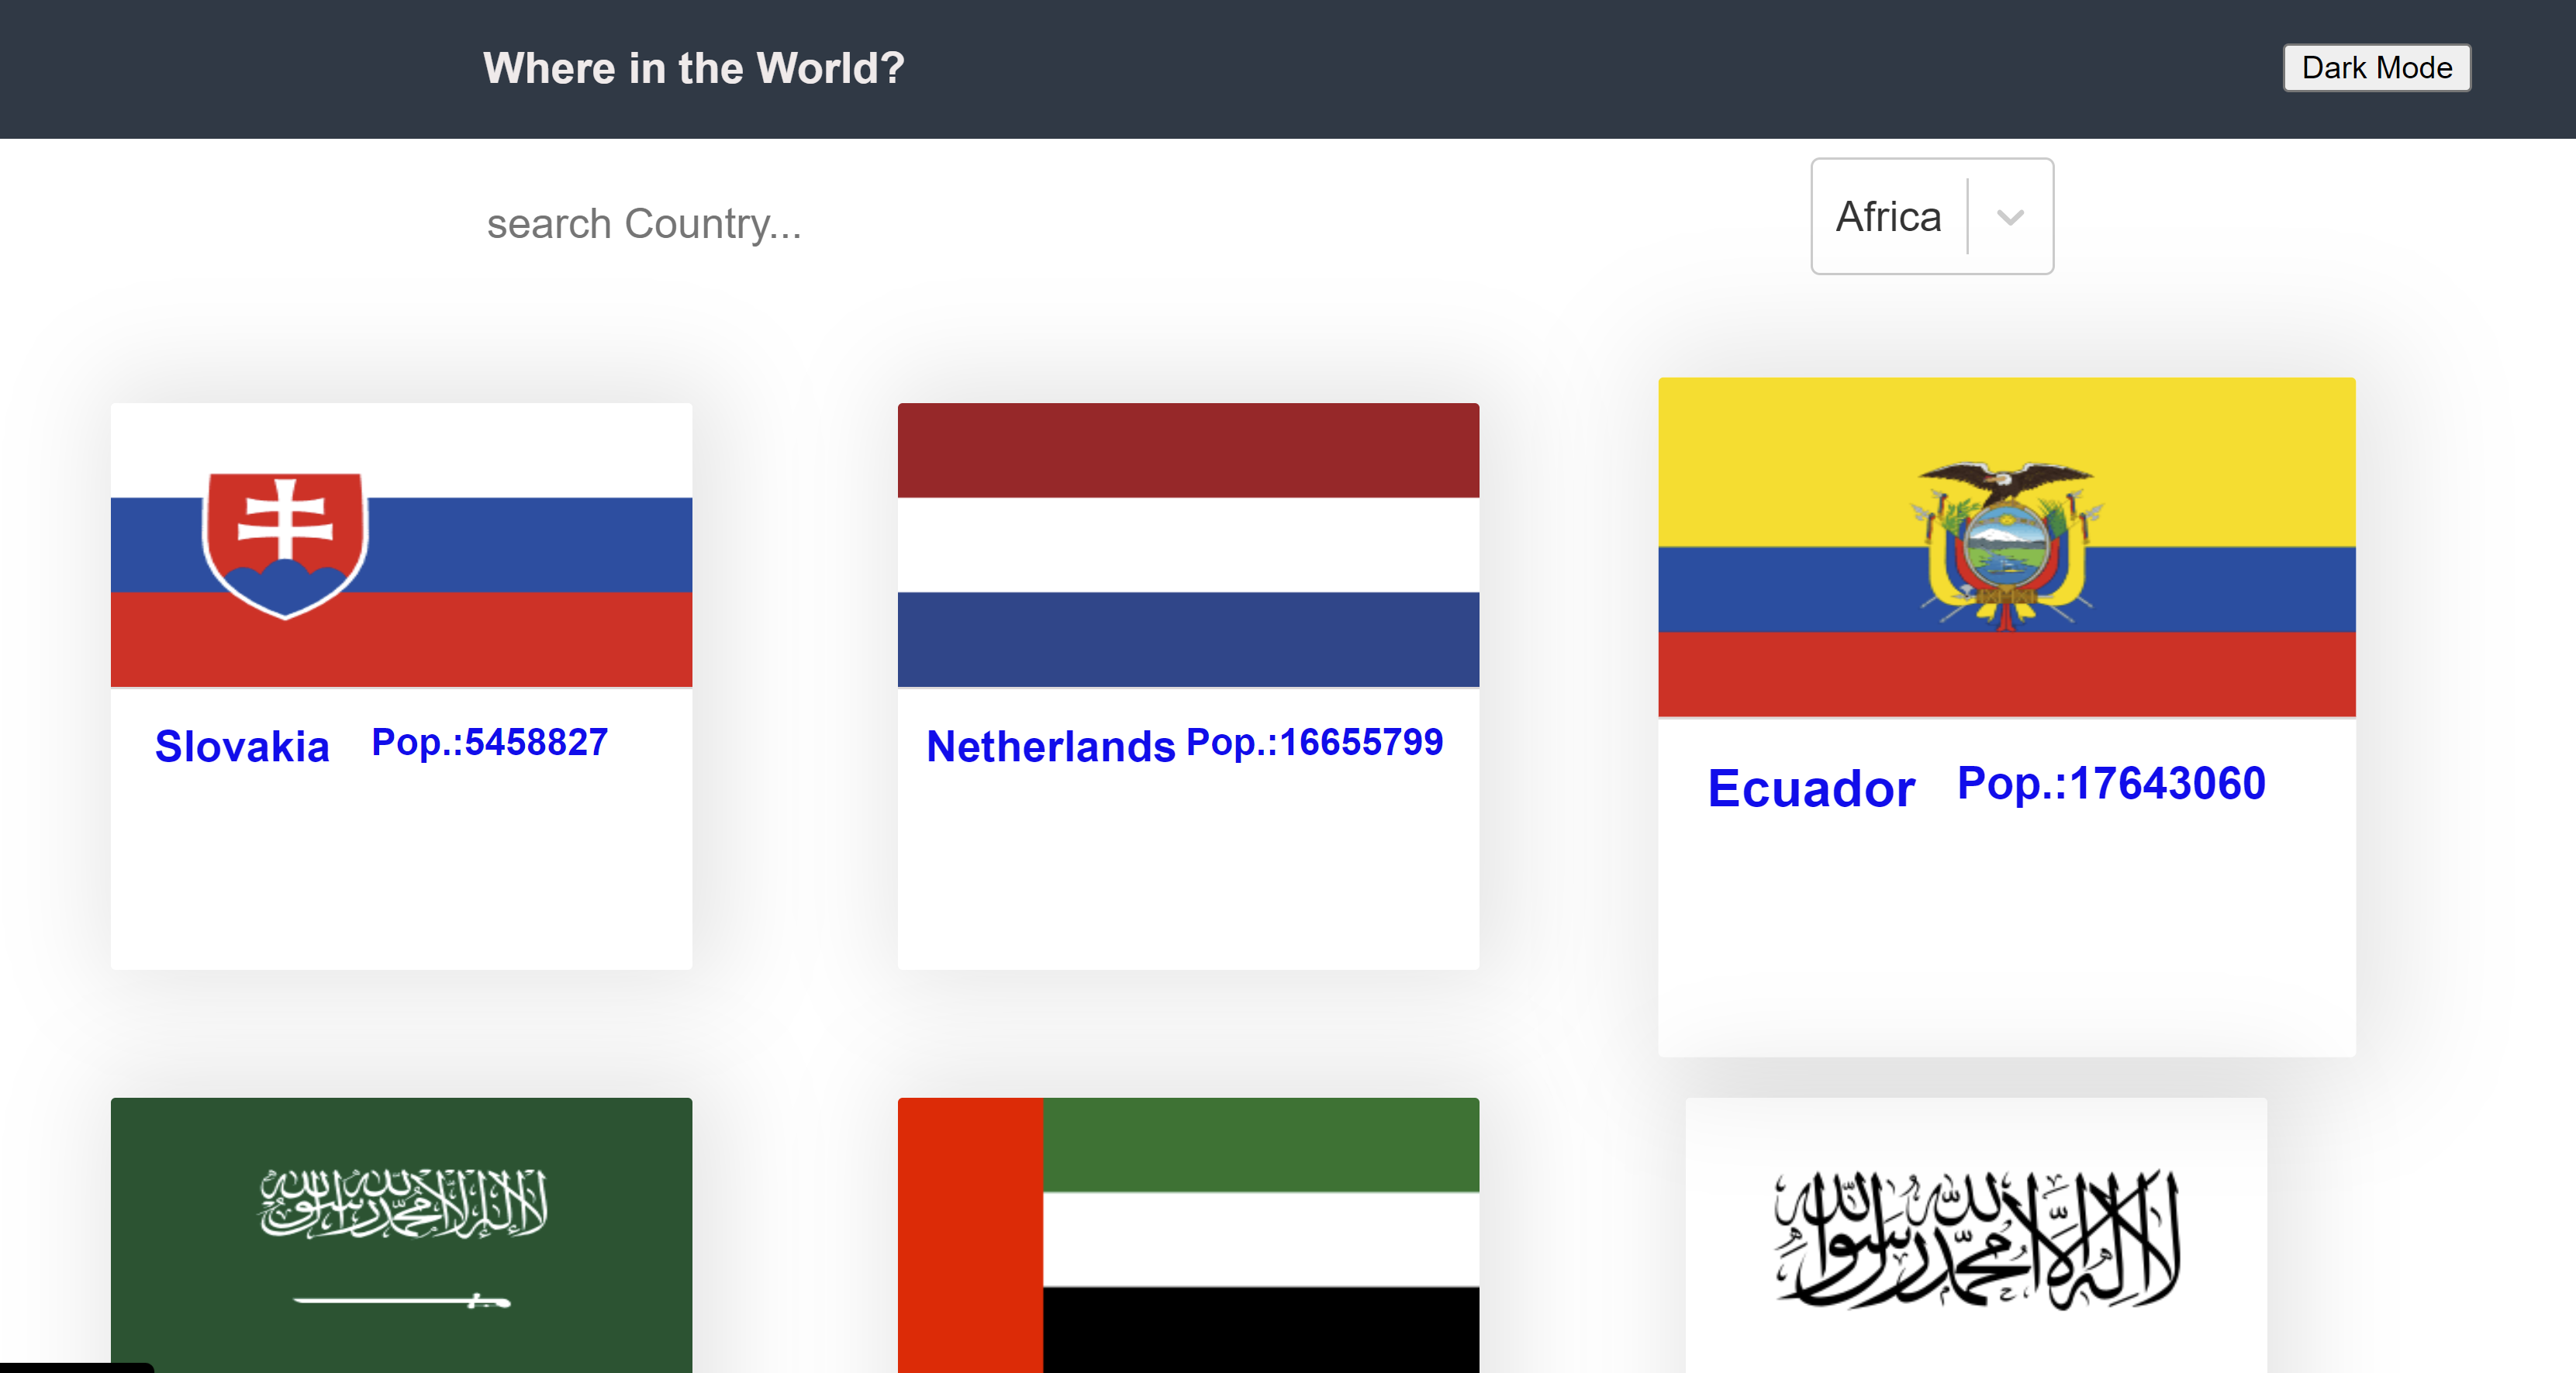 Where in the World?
Dark Mode
search Country...
Africa
Slovakia Pop.:5458827
Netherlands Pop.:16655799
Ecuador Pop.:17643060
لا إله إلا الله محمد رسول الله
لا إله إلا الله محمد رسول الله